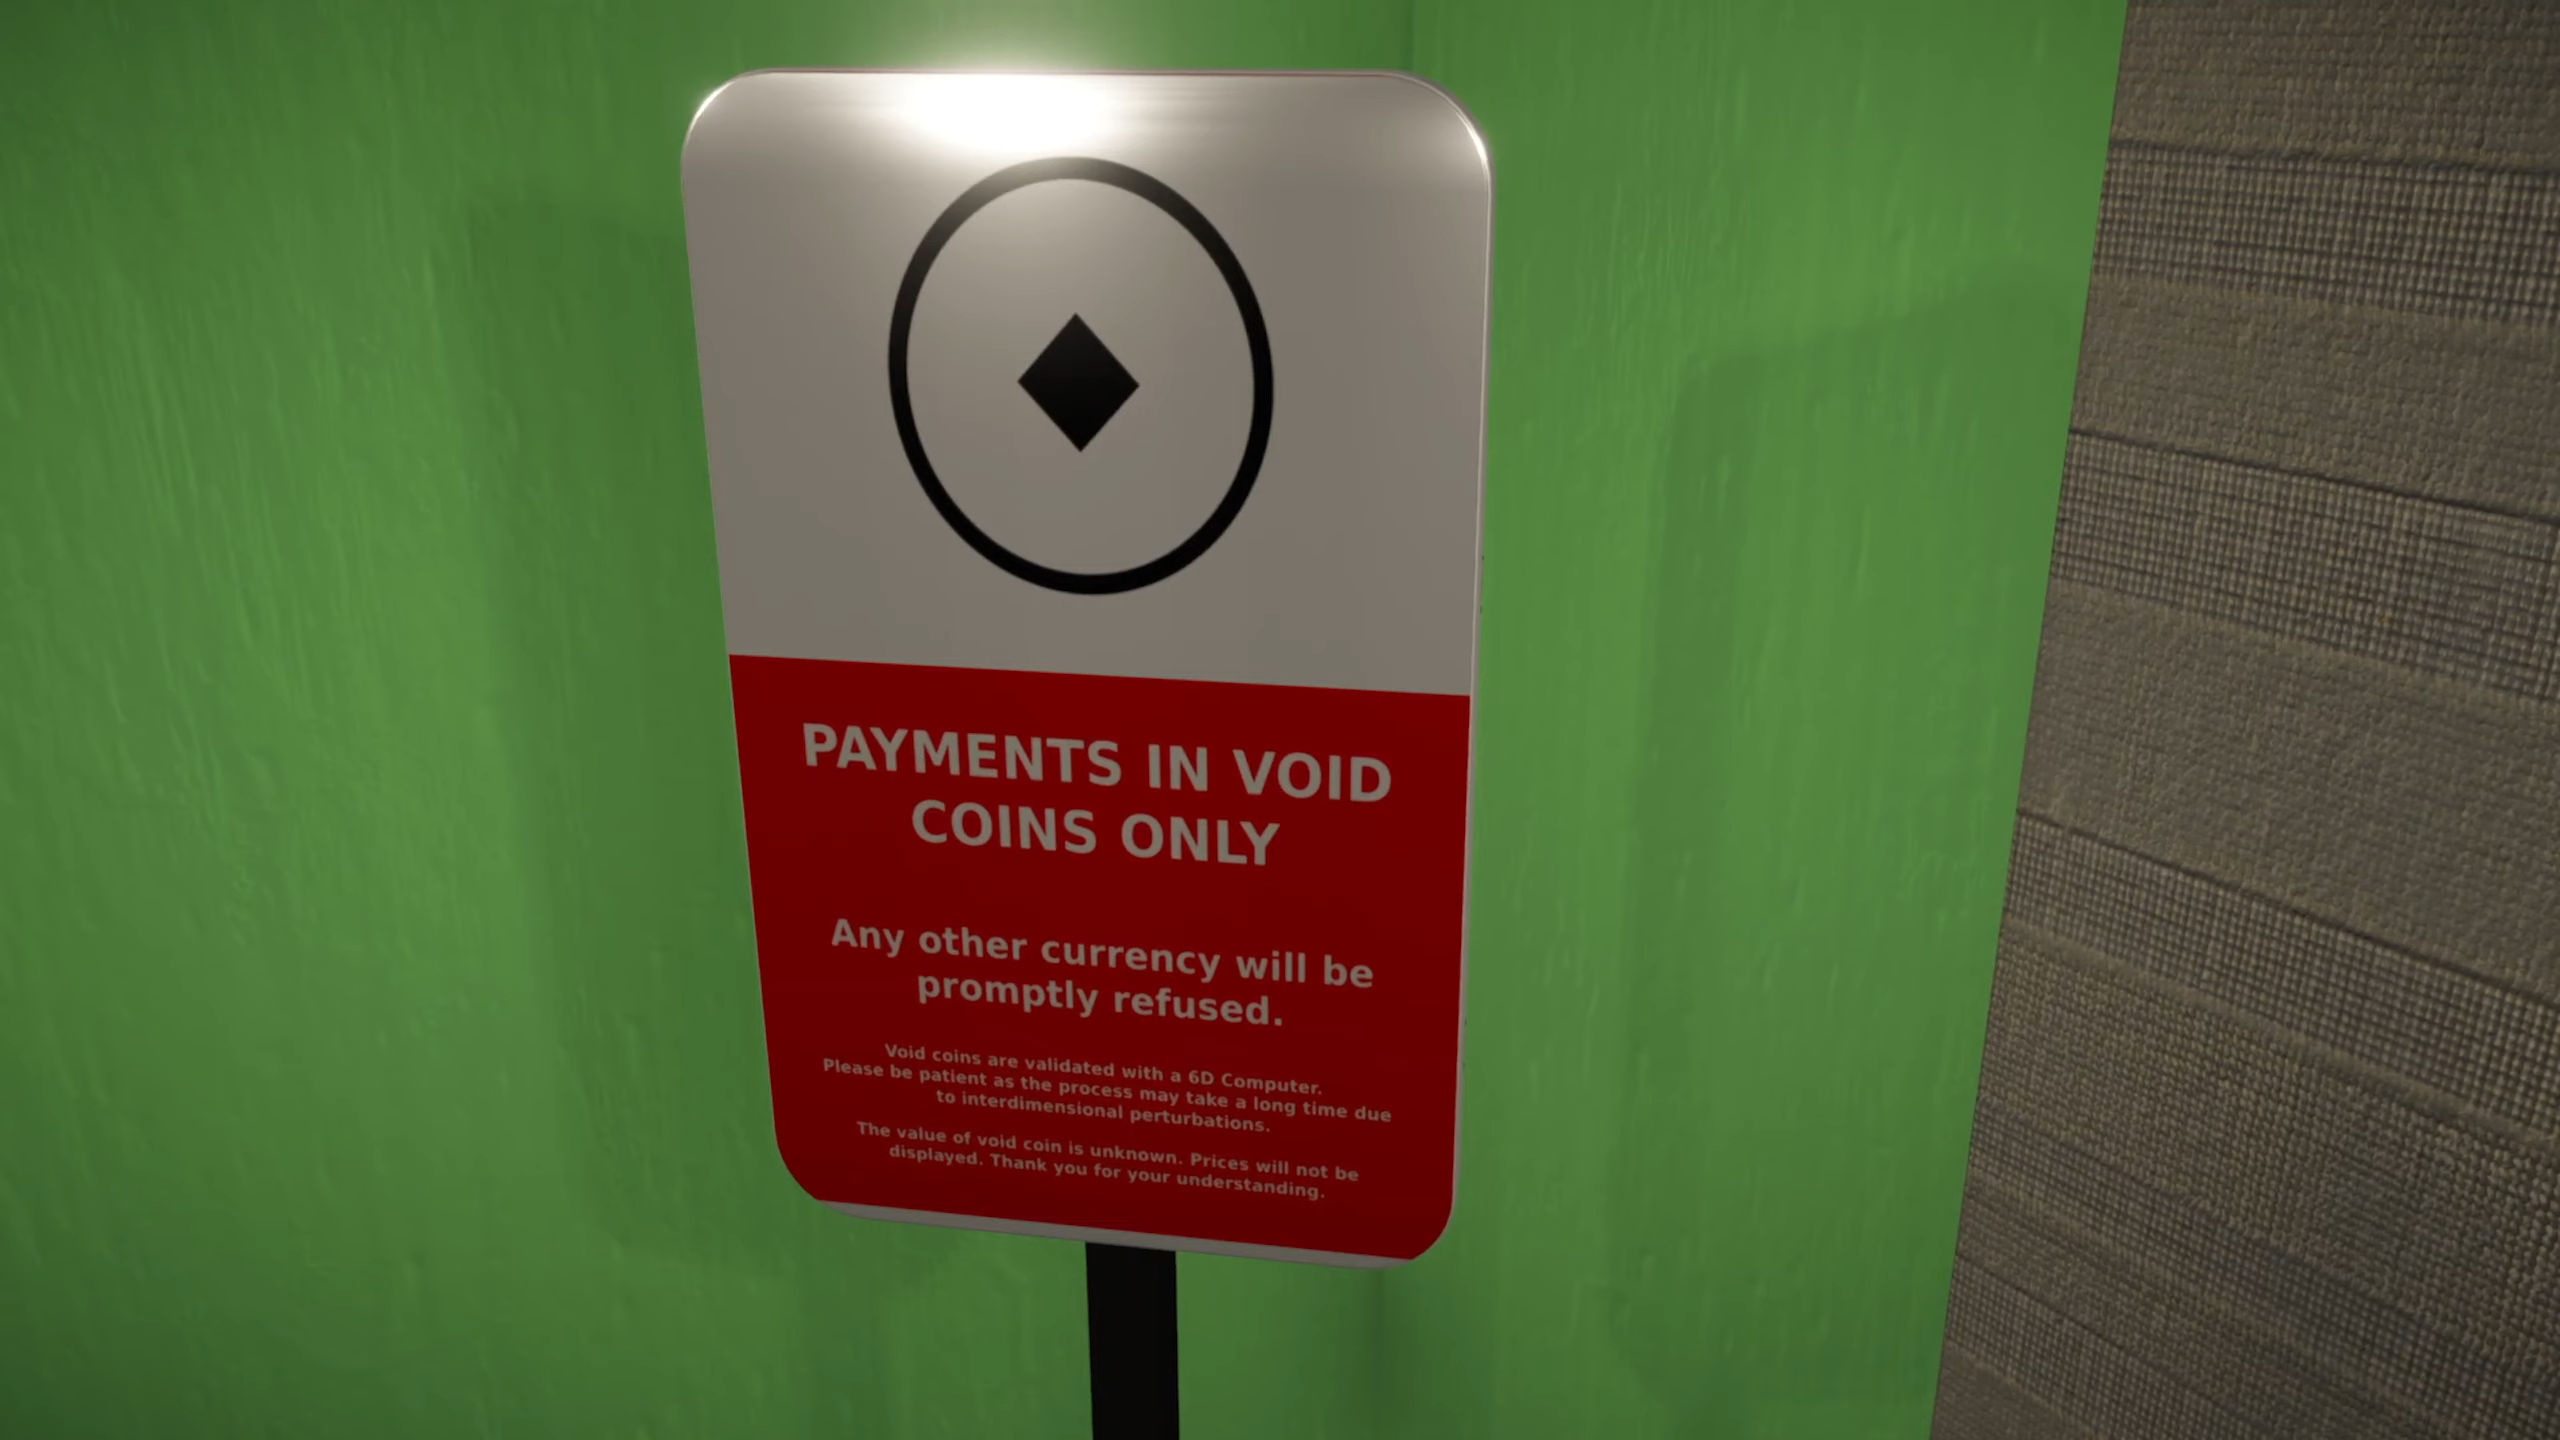 PAYMENTS IN VOID
COINS ONLY
Any other currency will be
promptly refused.
Void coins are validated with a 6D Computer.
Please be patient as the process may take a long time due
to interdimensional perturbations.
The value of void coin is unknown. Prices will not be
displayed. Thank you for your understanding.